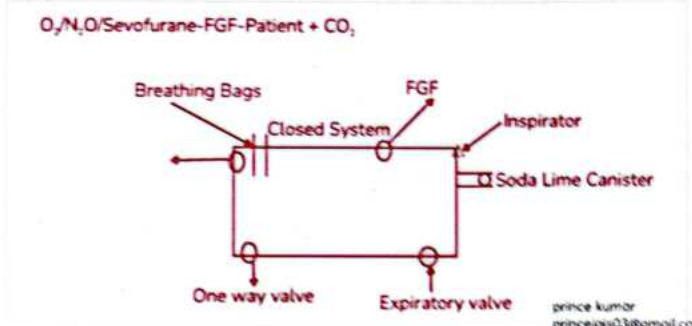 O₂/N₂O/Sevofurane-FGF-Patient + CO₂
Breathing Bags
FGF
Closed System
Inspirator
Soda Lime Canister
One way valve
Expiratory valve
prince kumar